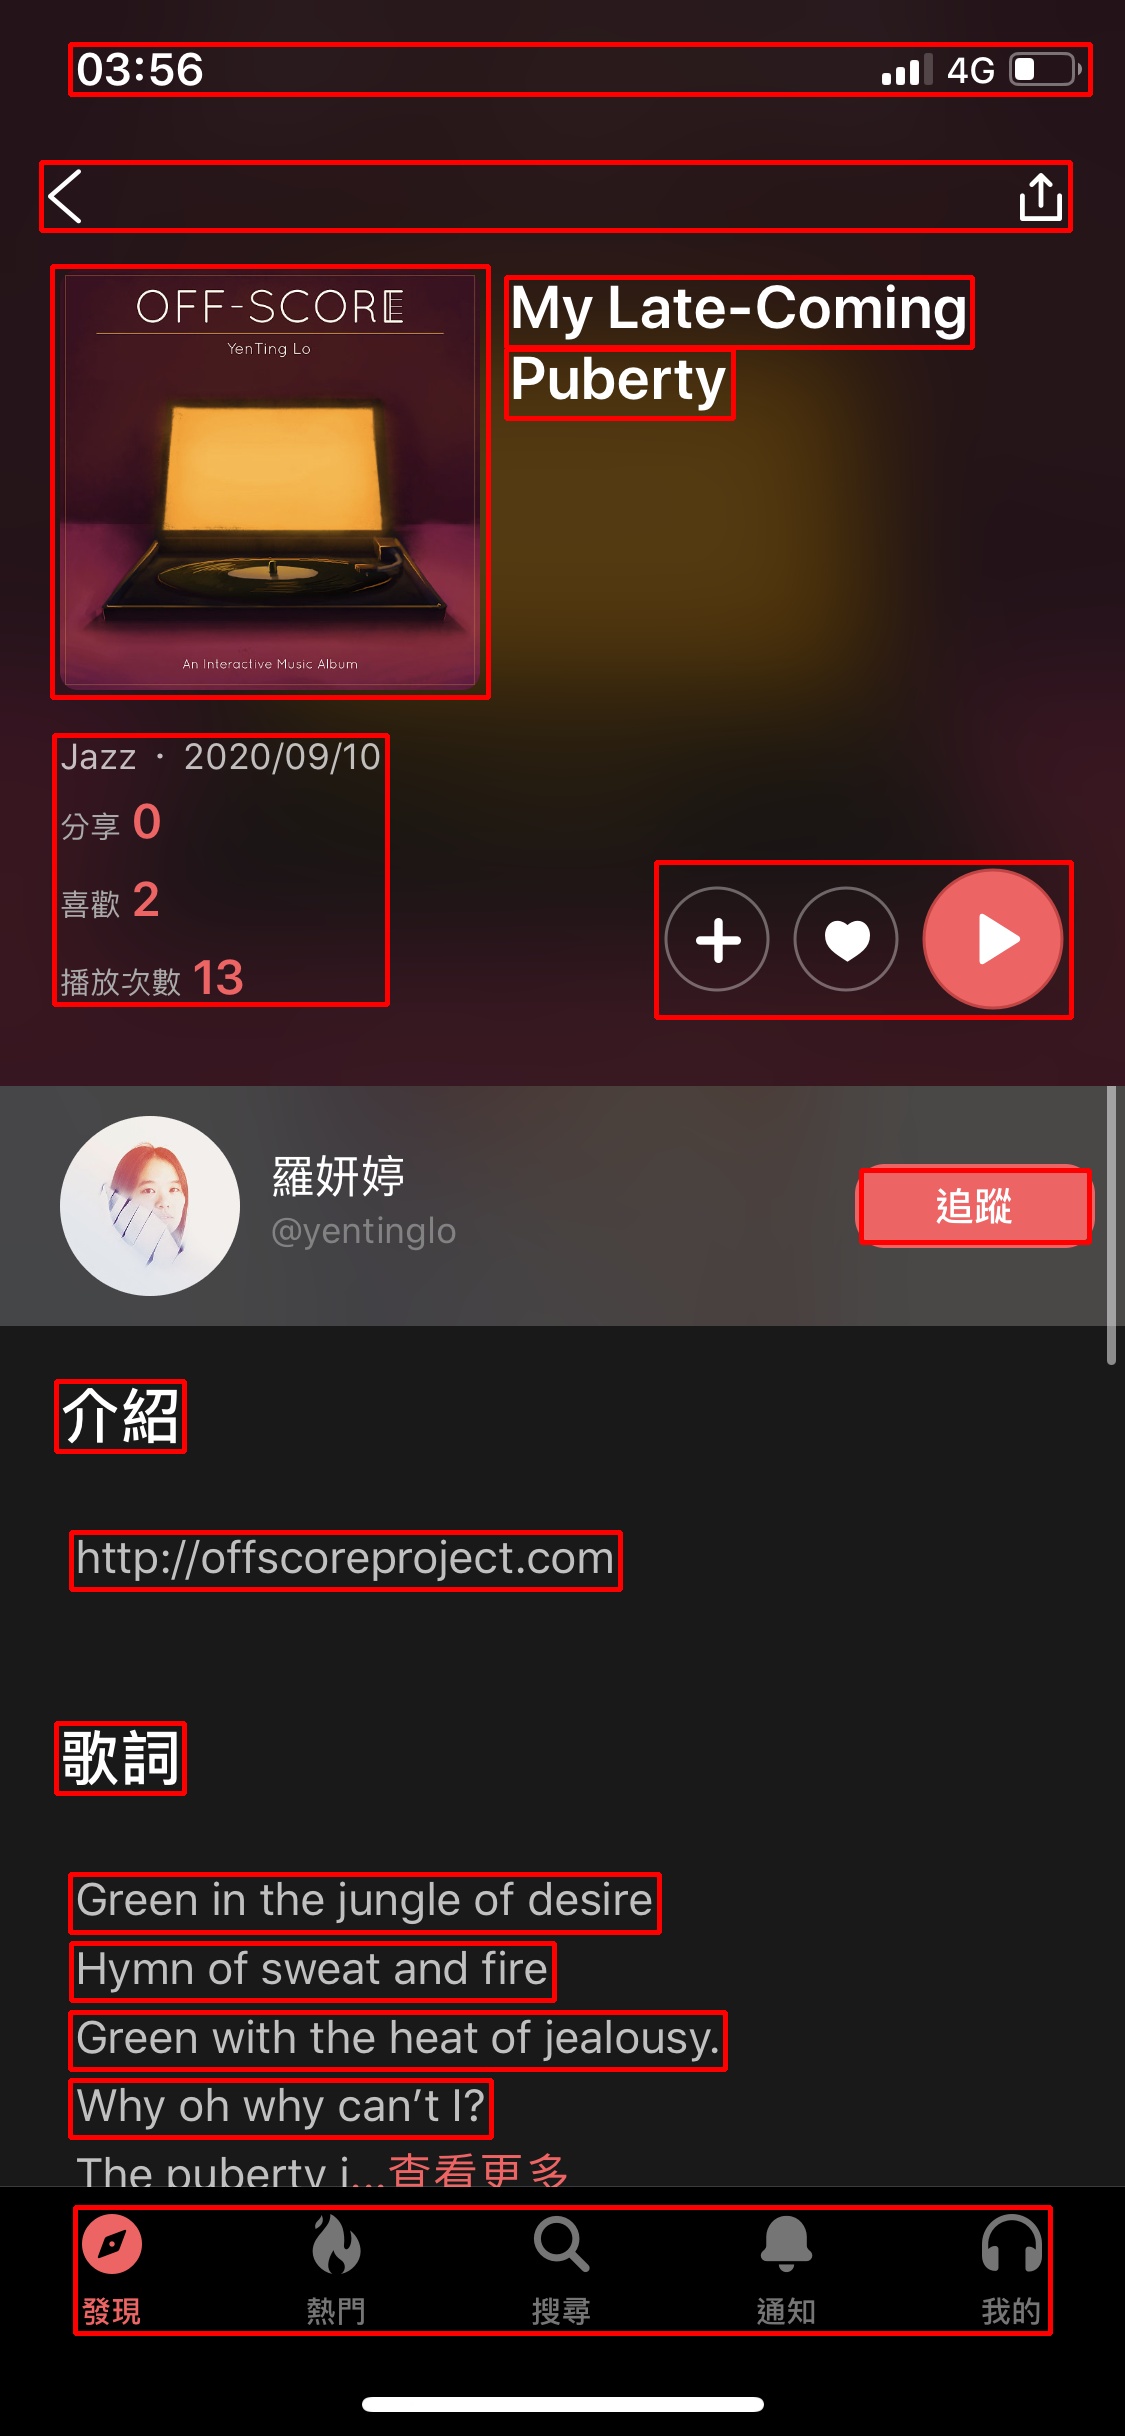 03:56 4G
OFF-SCORE
YenTing Lo
An Interactive Music Album
My Late-Coming
Puberty
Jazz · 2020/09/10
分享 0
喜歡 2
播放次數 13
羅妍婷
@yentinglo
追蹤
介紹
http://offscoreproject.com
歌詞
Green in the jungle of desire
Hymn of sweat and fire
Green with the heat of jealousy.
Why oh why can’t I?
The puberty i...查看更多
發現 熱門 搜尋 通知 我的